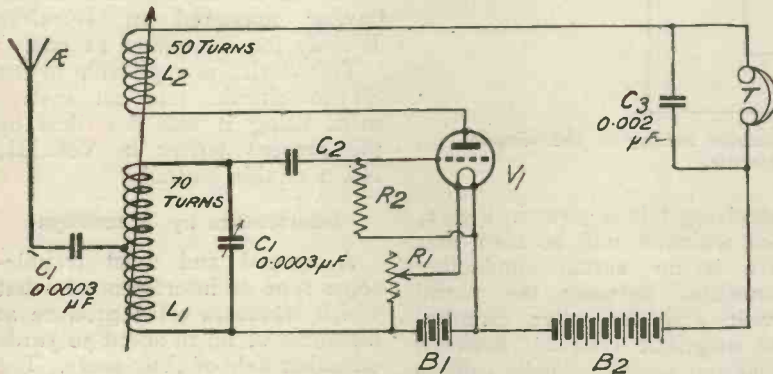 Æ
50 TURNS
L2
C3
0.002
µF
T
C2
V1
70
TURNS
R2
C1
0.0003µF
R1
C1
0.0003
µF
L1
B1
B2